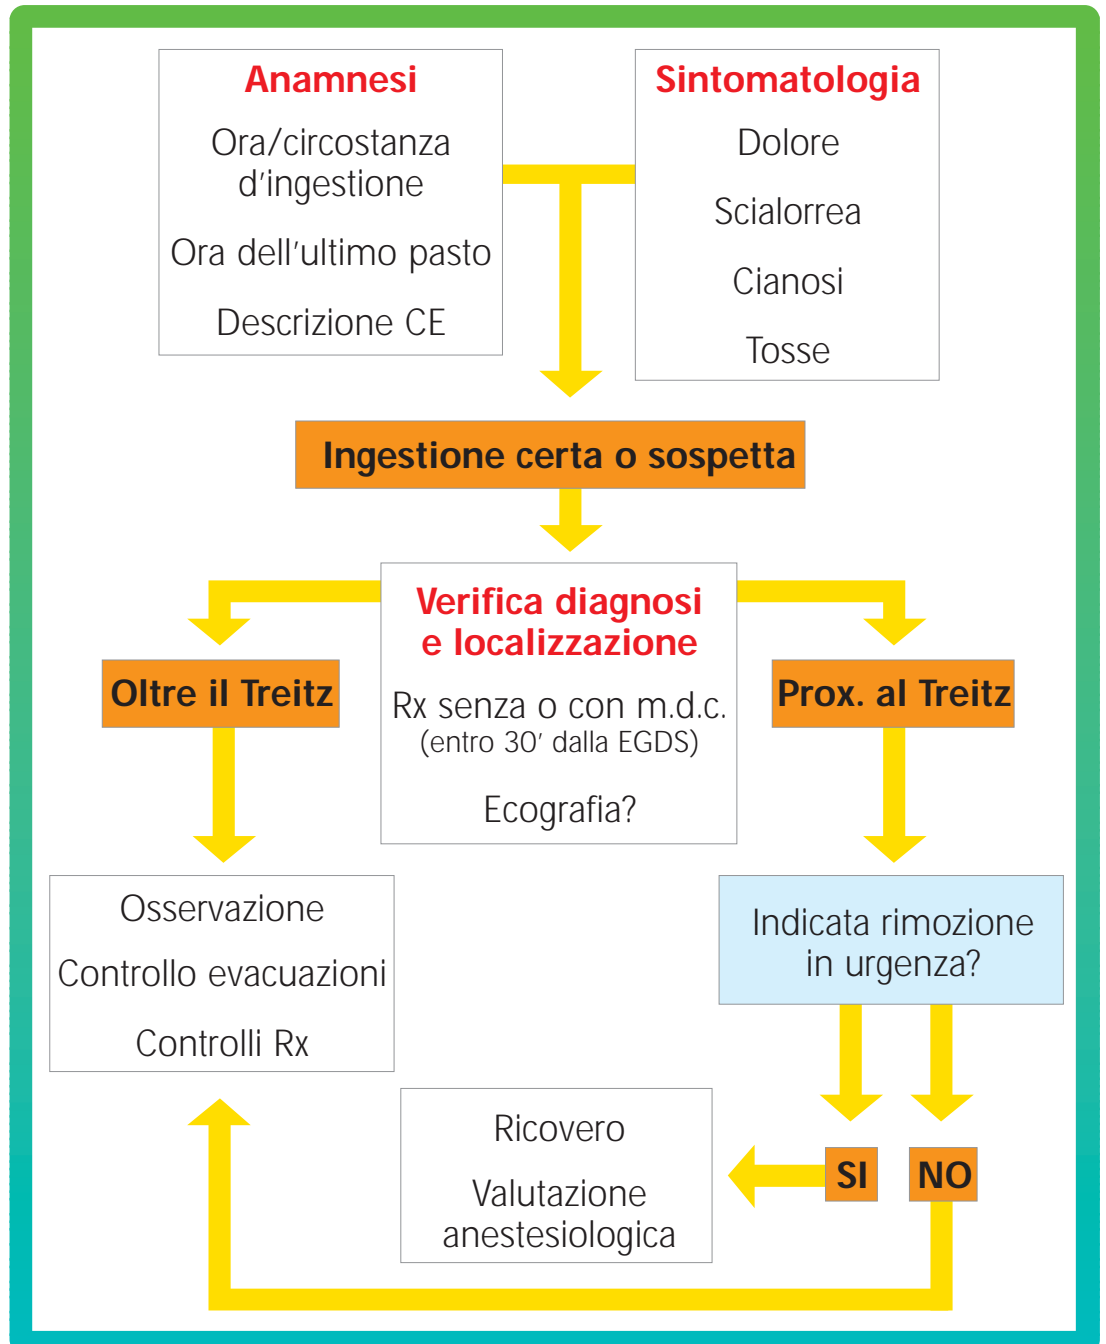 Anamnesi
Ora/circostanza
d'ingestione
Ora dell'ultimo pasto
Descrizione CE
Sintomatologia
Dolore
Scialorrea
Cianosi
Tosse
Ingestione certa o sospetta
Verifica diagnosi
e localizzazione
Rx senza o con m.d.c.
(entro 30' dalla EGDS)
Ecografia?
Oltre il Treitz
Prox. al Treitz
Osservazione
Controllo evacuazioni
Controlli Rx
Indicata rimozione
in urgenza?
SI
NO
Ricovero
Valutazione
anestesiologica